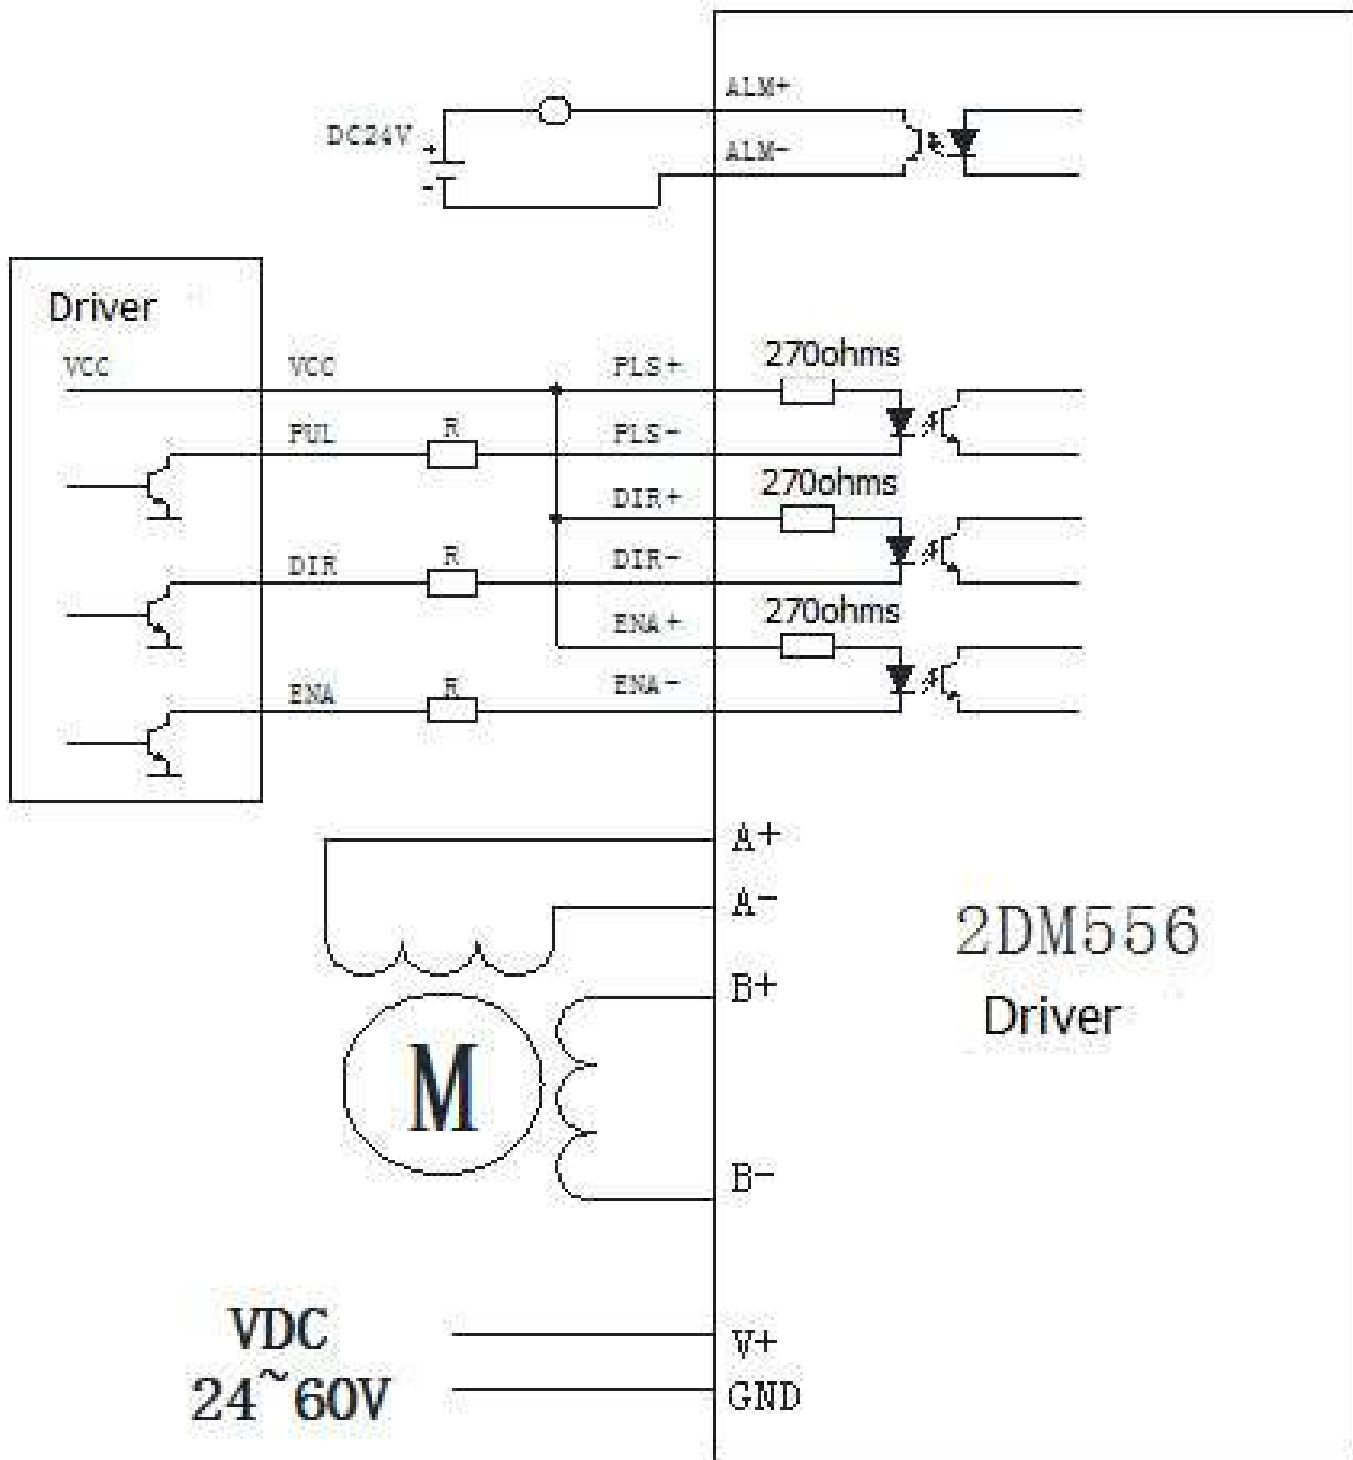 ALM+
DC24V
+
ALM-
-
Driver
VCC
VCC
PLS+
270ohms
PUL
R
PLS-
270ohms
DIR+
DIR
R
DIR-
270ohms
ENA+
ENA
R
ENA-
A+
A-
2DM556
Driver
B+
M
B-
VDC
24~60V
V+
GND